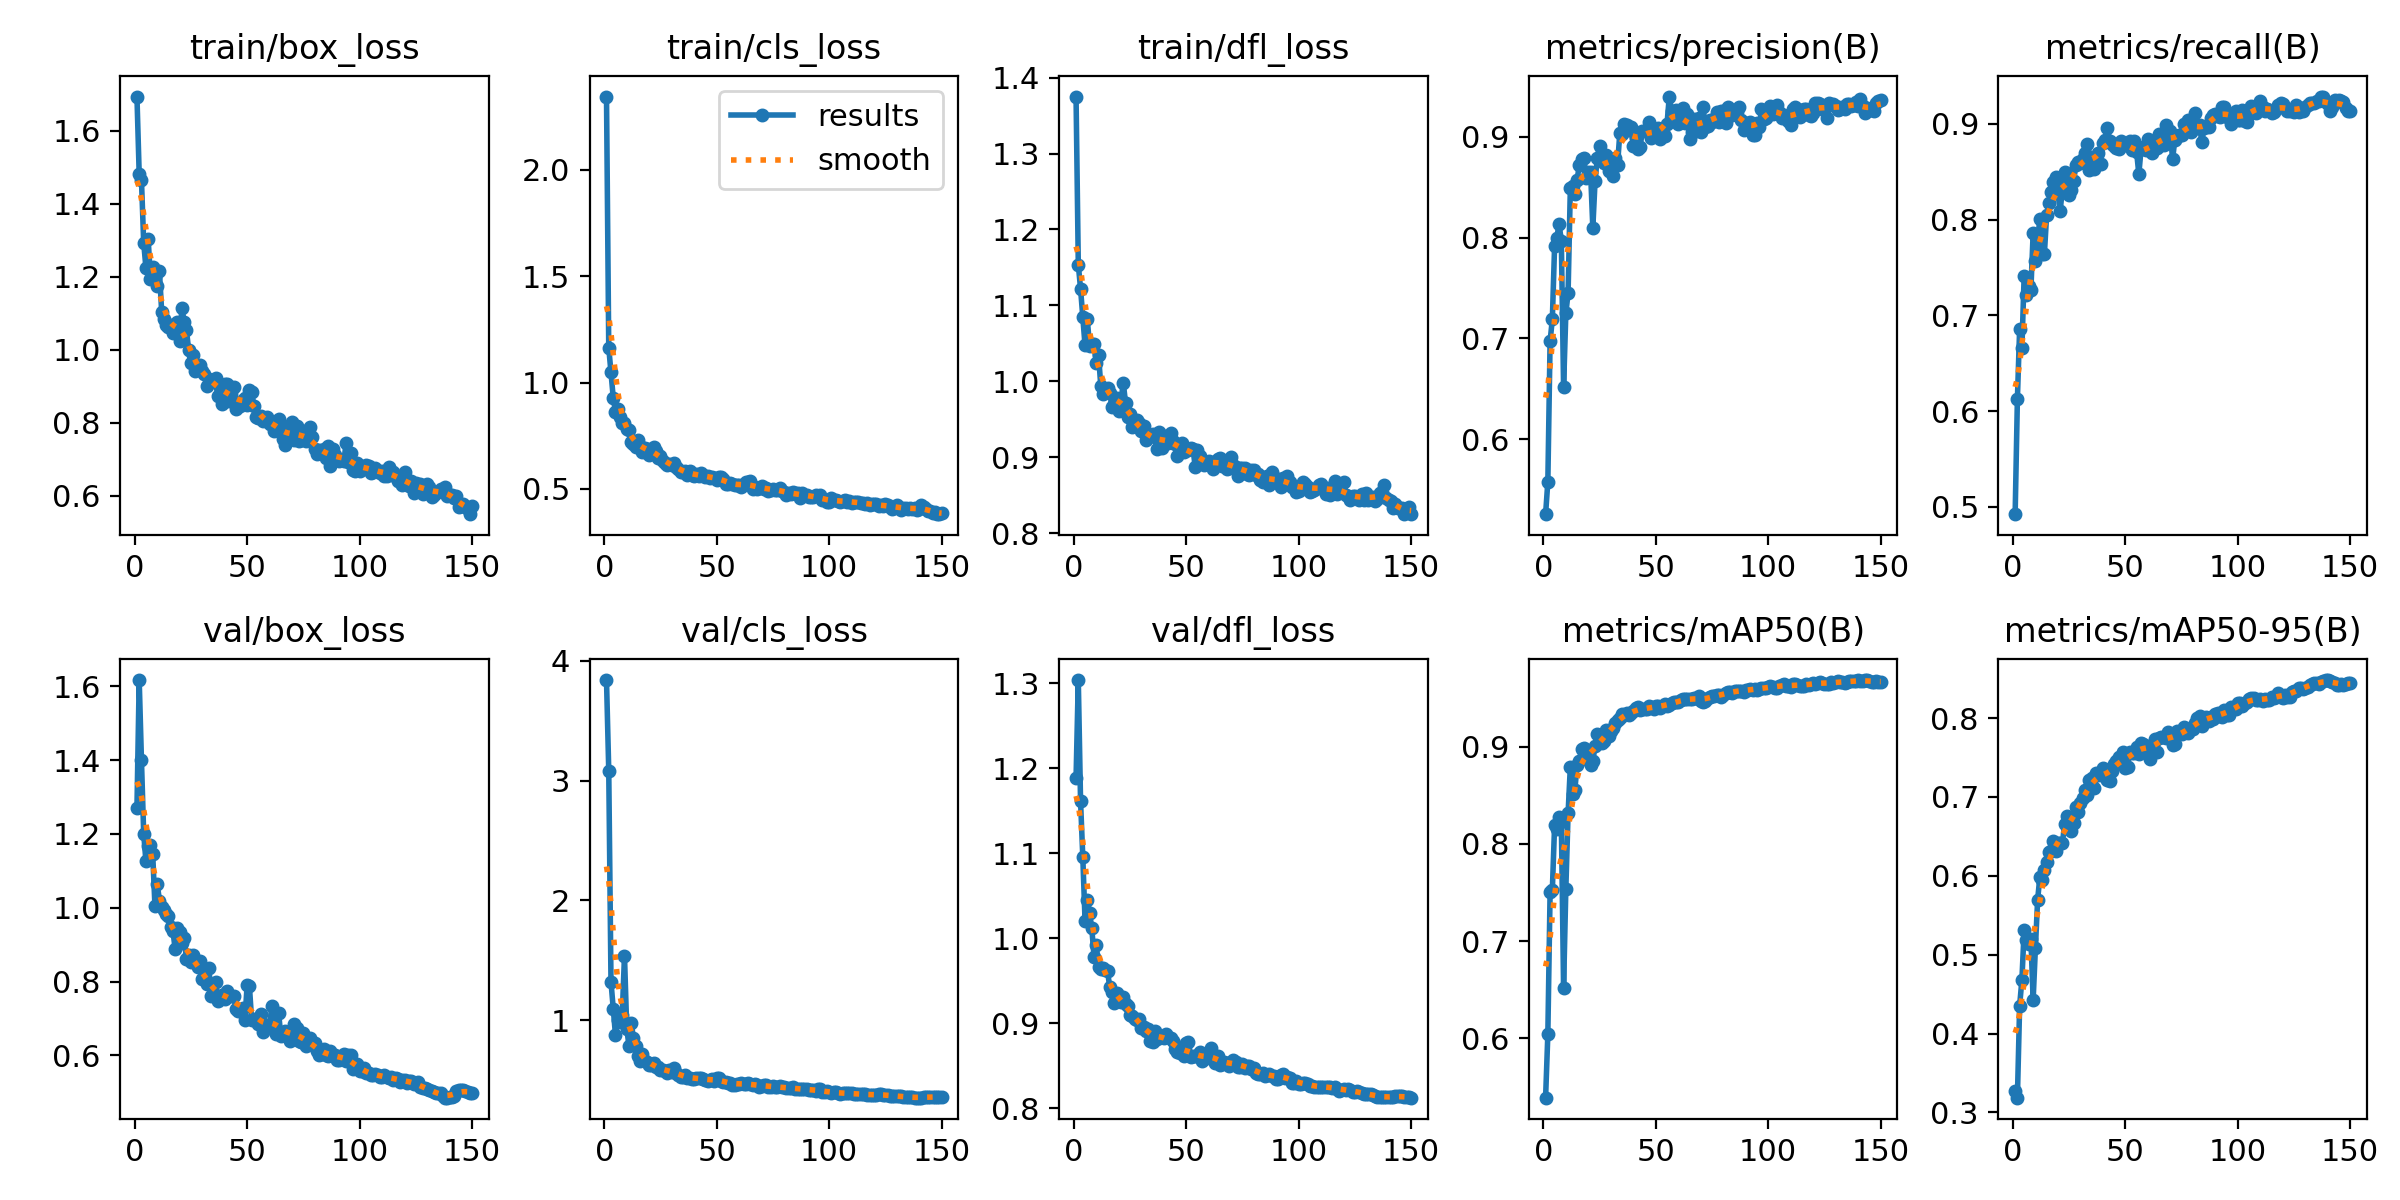 train/box_loss
1.6
1.4
1.2
1.0
0.8
0.6
0 50 100 150
train/cls_loss
results
smooth
2.0
1.5
1.0
0.5
0 50 100 150
train/dfl_loss
1.4
1.3
1.2
1.1
1.0
0.9
0.8
0 50 100 150
metrics/precision(B)
0.9
0.8
0.7
0.6
0 50 100 150
metrics/recall(B)
0.9
0.8
0.7
0.6
0.5
0 50 100 150
val/box_loss
1.6
1.4
1.2
1.0
0.8
0.6
0 50 100 150
val/cls_loss
4
3
2
1
0 50 100 150
val/dfl_loss
1.3
1.2
1.1
1.0
0.9
0.8
0 50 100 150
metrics/mAP50(B)
0.9
0.8
0.7
0.6
0 50 100 150
metrics/mAP50-95(B)
0.8
0.7
0.6
0.5
0.4
0.3
0 50 100 150